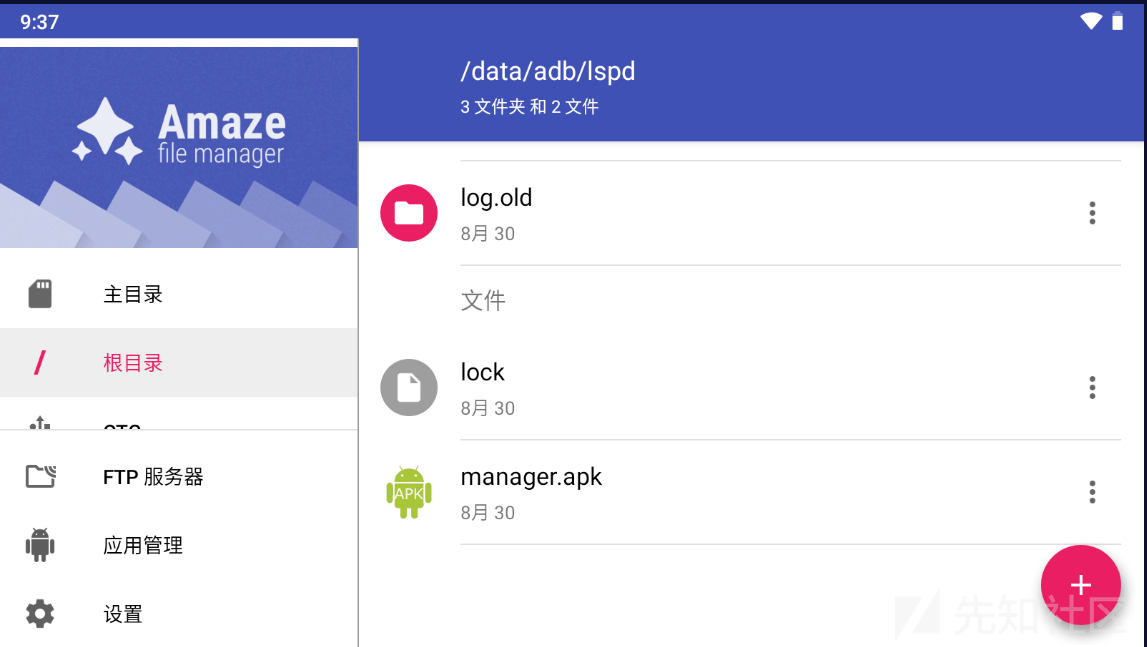 9:37
Amaze
file manager
主目录
/
根目录
FTP 服务器
应用管理
设置
/data/adb/lspd
3 文件夹 和 2 文件
log.old
8月 30
文件
lock
8月 30
APK
manager.apk
8月 30
先知社区